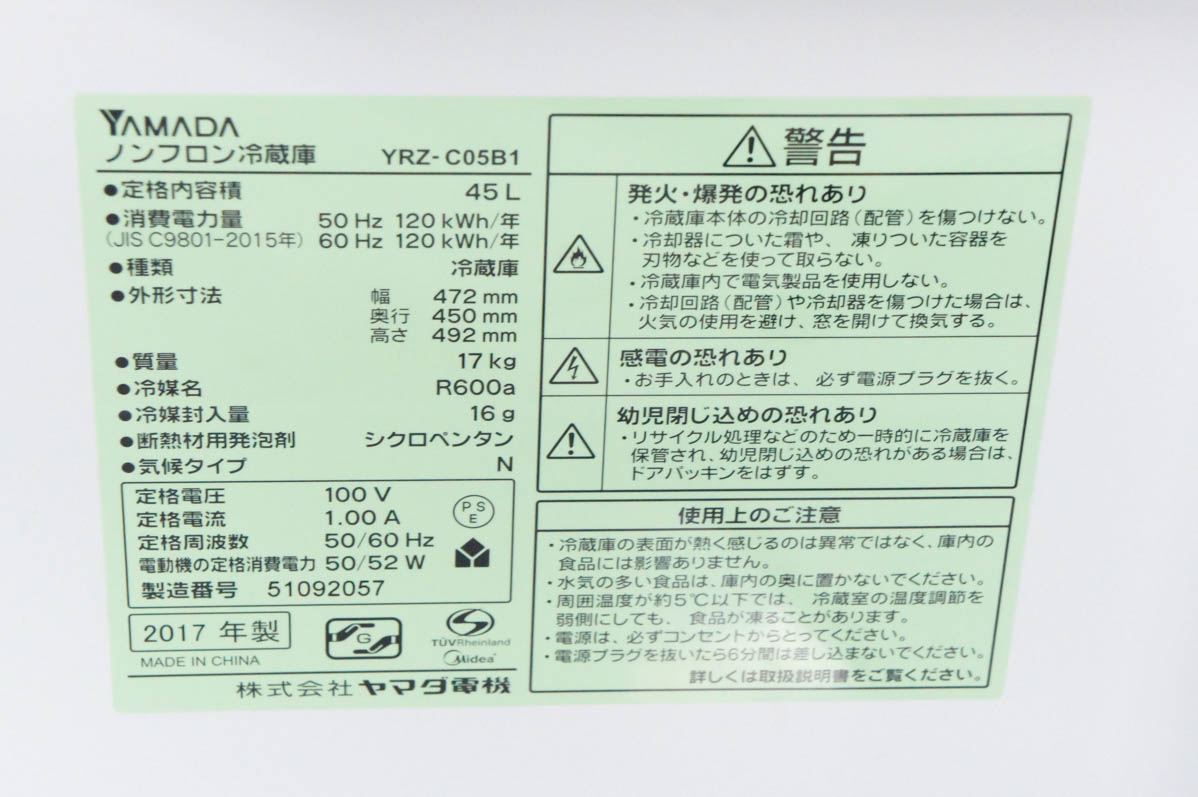 YAMADA
ノンフロン冷蔵庫 YRZ-C05B1
●定格内容積 45 L
●消費電力量 50 Hz 120 kWh/年
(JIS C9801-2015年) 60 Hz 120 kWh/年
●種類 冷蔵庫
●外形寸法 幅 472 mm
奥行 450 mm
高さ 492 mm
●質量 17 kg
●冷媒名 R600a
●冷媒封入量 16 g
●断熱材用発泡剤 シクロペンタン
●気候タイプ N
定格電圧 100 V
定格電流 1.00 A
定格周波数 50/60 Hz
電動機の定格消費電力 50/52 W
製造番号 51092057
PS
E
2017 年製
MADE IN CHINA
G
TÜVRheinland
Midea
株式会社ヤマダ電機
警告
発火・爆発の恐れあり
・冷蔵庫本体の冷却回路(配管)を傷つけない。
・冷却器についた霜や、凍りついた容器を
刃物などを使って取らない。
・冷蔵庫内で電気製品を使用しない。
・冷却回路(配管)や冷却器を傷つけた場合は、
火気の使用を避け、窓を開けて換気する。
感電の恐れあり
・お手入れのときは、必ず電源プラグを抜く。
幼児閉じ込めの恐れあり
・リサイクル処理などのため一時的に冷蔵庫を
保管され、幼児閉じ込めの恐れがある場合は、
ドアパッキンをはずす。
使用上のご注意
・冷蔵庫の表面が熱く感じるのは異常ではなく、庫内の
食品には影響ありません。
・水気の多い食品は、庫内の奥に置かないでください。
・周囲温度が約5℃以下では、冷蔵室の温度調節を
弱側にしても、食品が凍ることがあります。
・電源は、必ずコンセントからとってください。
・電源プラグを抜いたら6分間は差し込まないでください。
詳しくは取扱説明書をご覧ください。